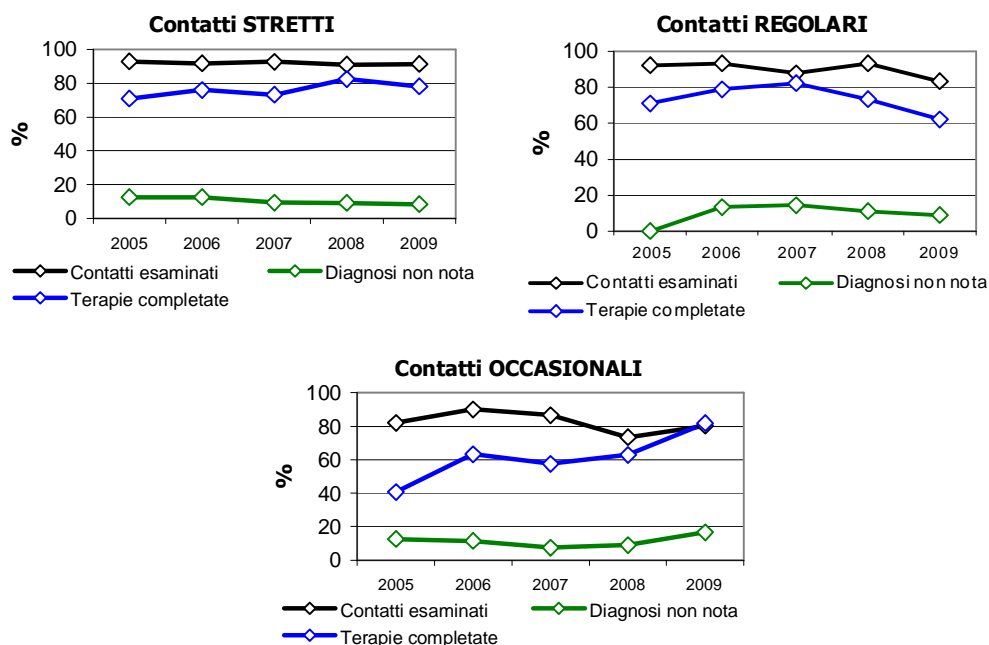 Contatti STRETTI
100
80
60
40
20
0
%
2005 2006 2007 2008 2009
Contatti esaminati Diagnosi non nota
Terapie completate
Contatti REGOLARI
100
80
60
40
20
0
%
2005 2006 2007 2008 2009
Contatti esaminati Diagnosi non nota
Terapie completate
Contatti OCCASIONALI
100
80
60
40
20
0
%
2005 2006 2007 2008 2009
Contatti esaminati Diagnosi non nota
Terapie completate